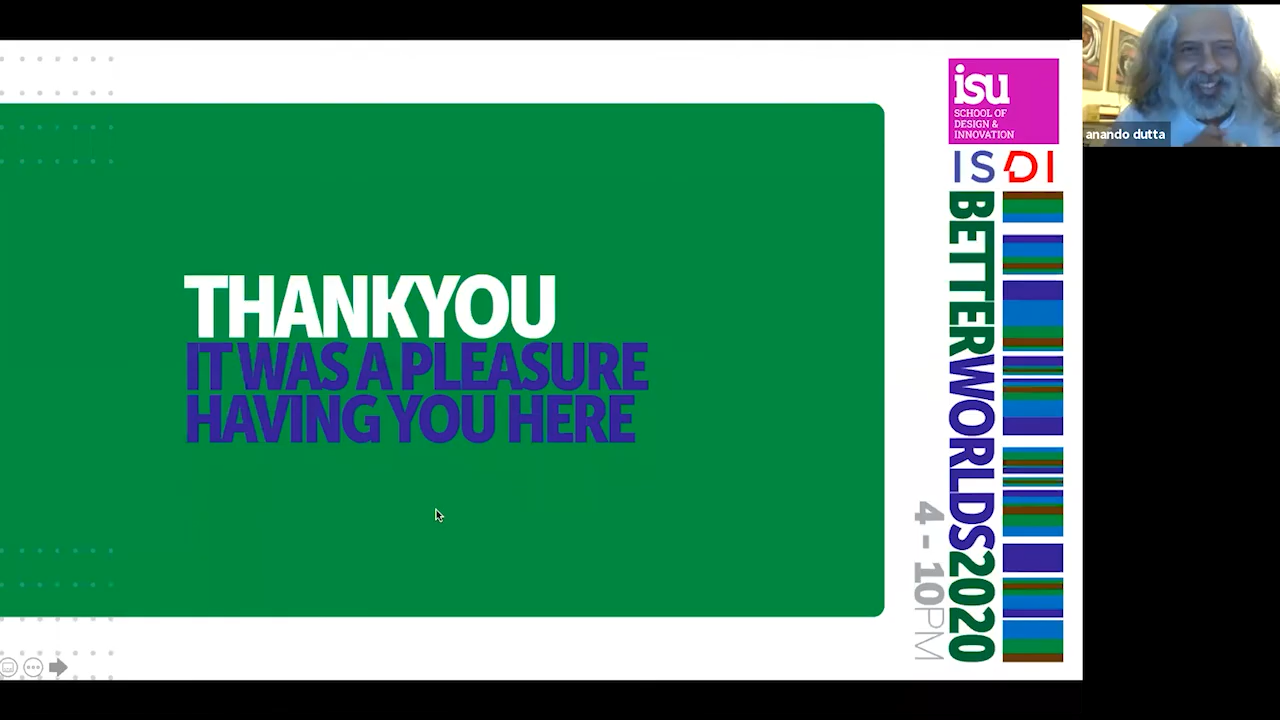 THANKYOU
IT WAS A PLEASURE
HAVING YOU HERE
isu
SCHOOL OF
DESIGN &
INNOVATION
ISDI
BETTERWORLDS2020
4 - 10PM
anando dutta